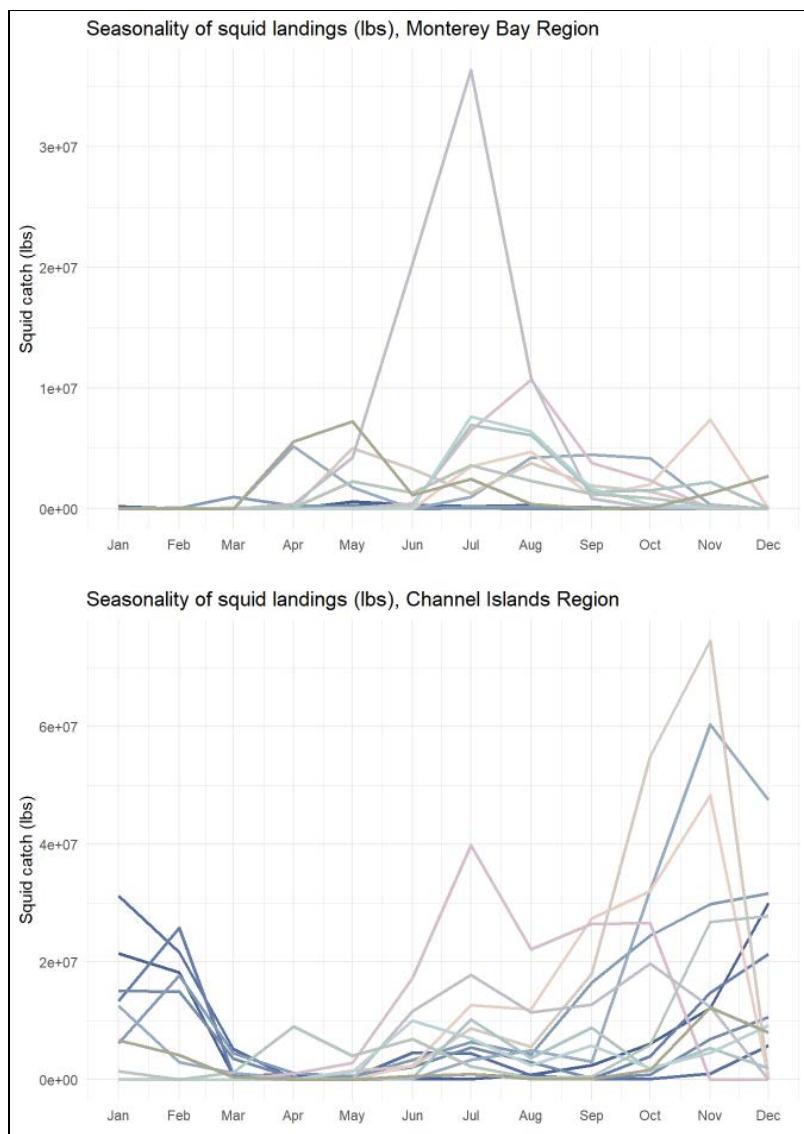 Seasonality of squid landings (lbs), Monterey Bay Region
Squid catch (lbs)
3e+07
2e+07
1e+07
0e+00
Jan Feb Mar Apr May Jun Jul Aug Sep Oct Nov Dec
Seasonality of squid landings (lbs), Channel Islands Region
Squid catch (lbs)
6e+07
4e+07
2e+07
0e+00
Jan Feb Mar Apr May Jun Jul Aug Sep Oct Nov Dec